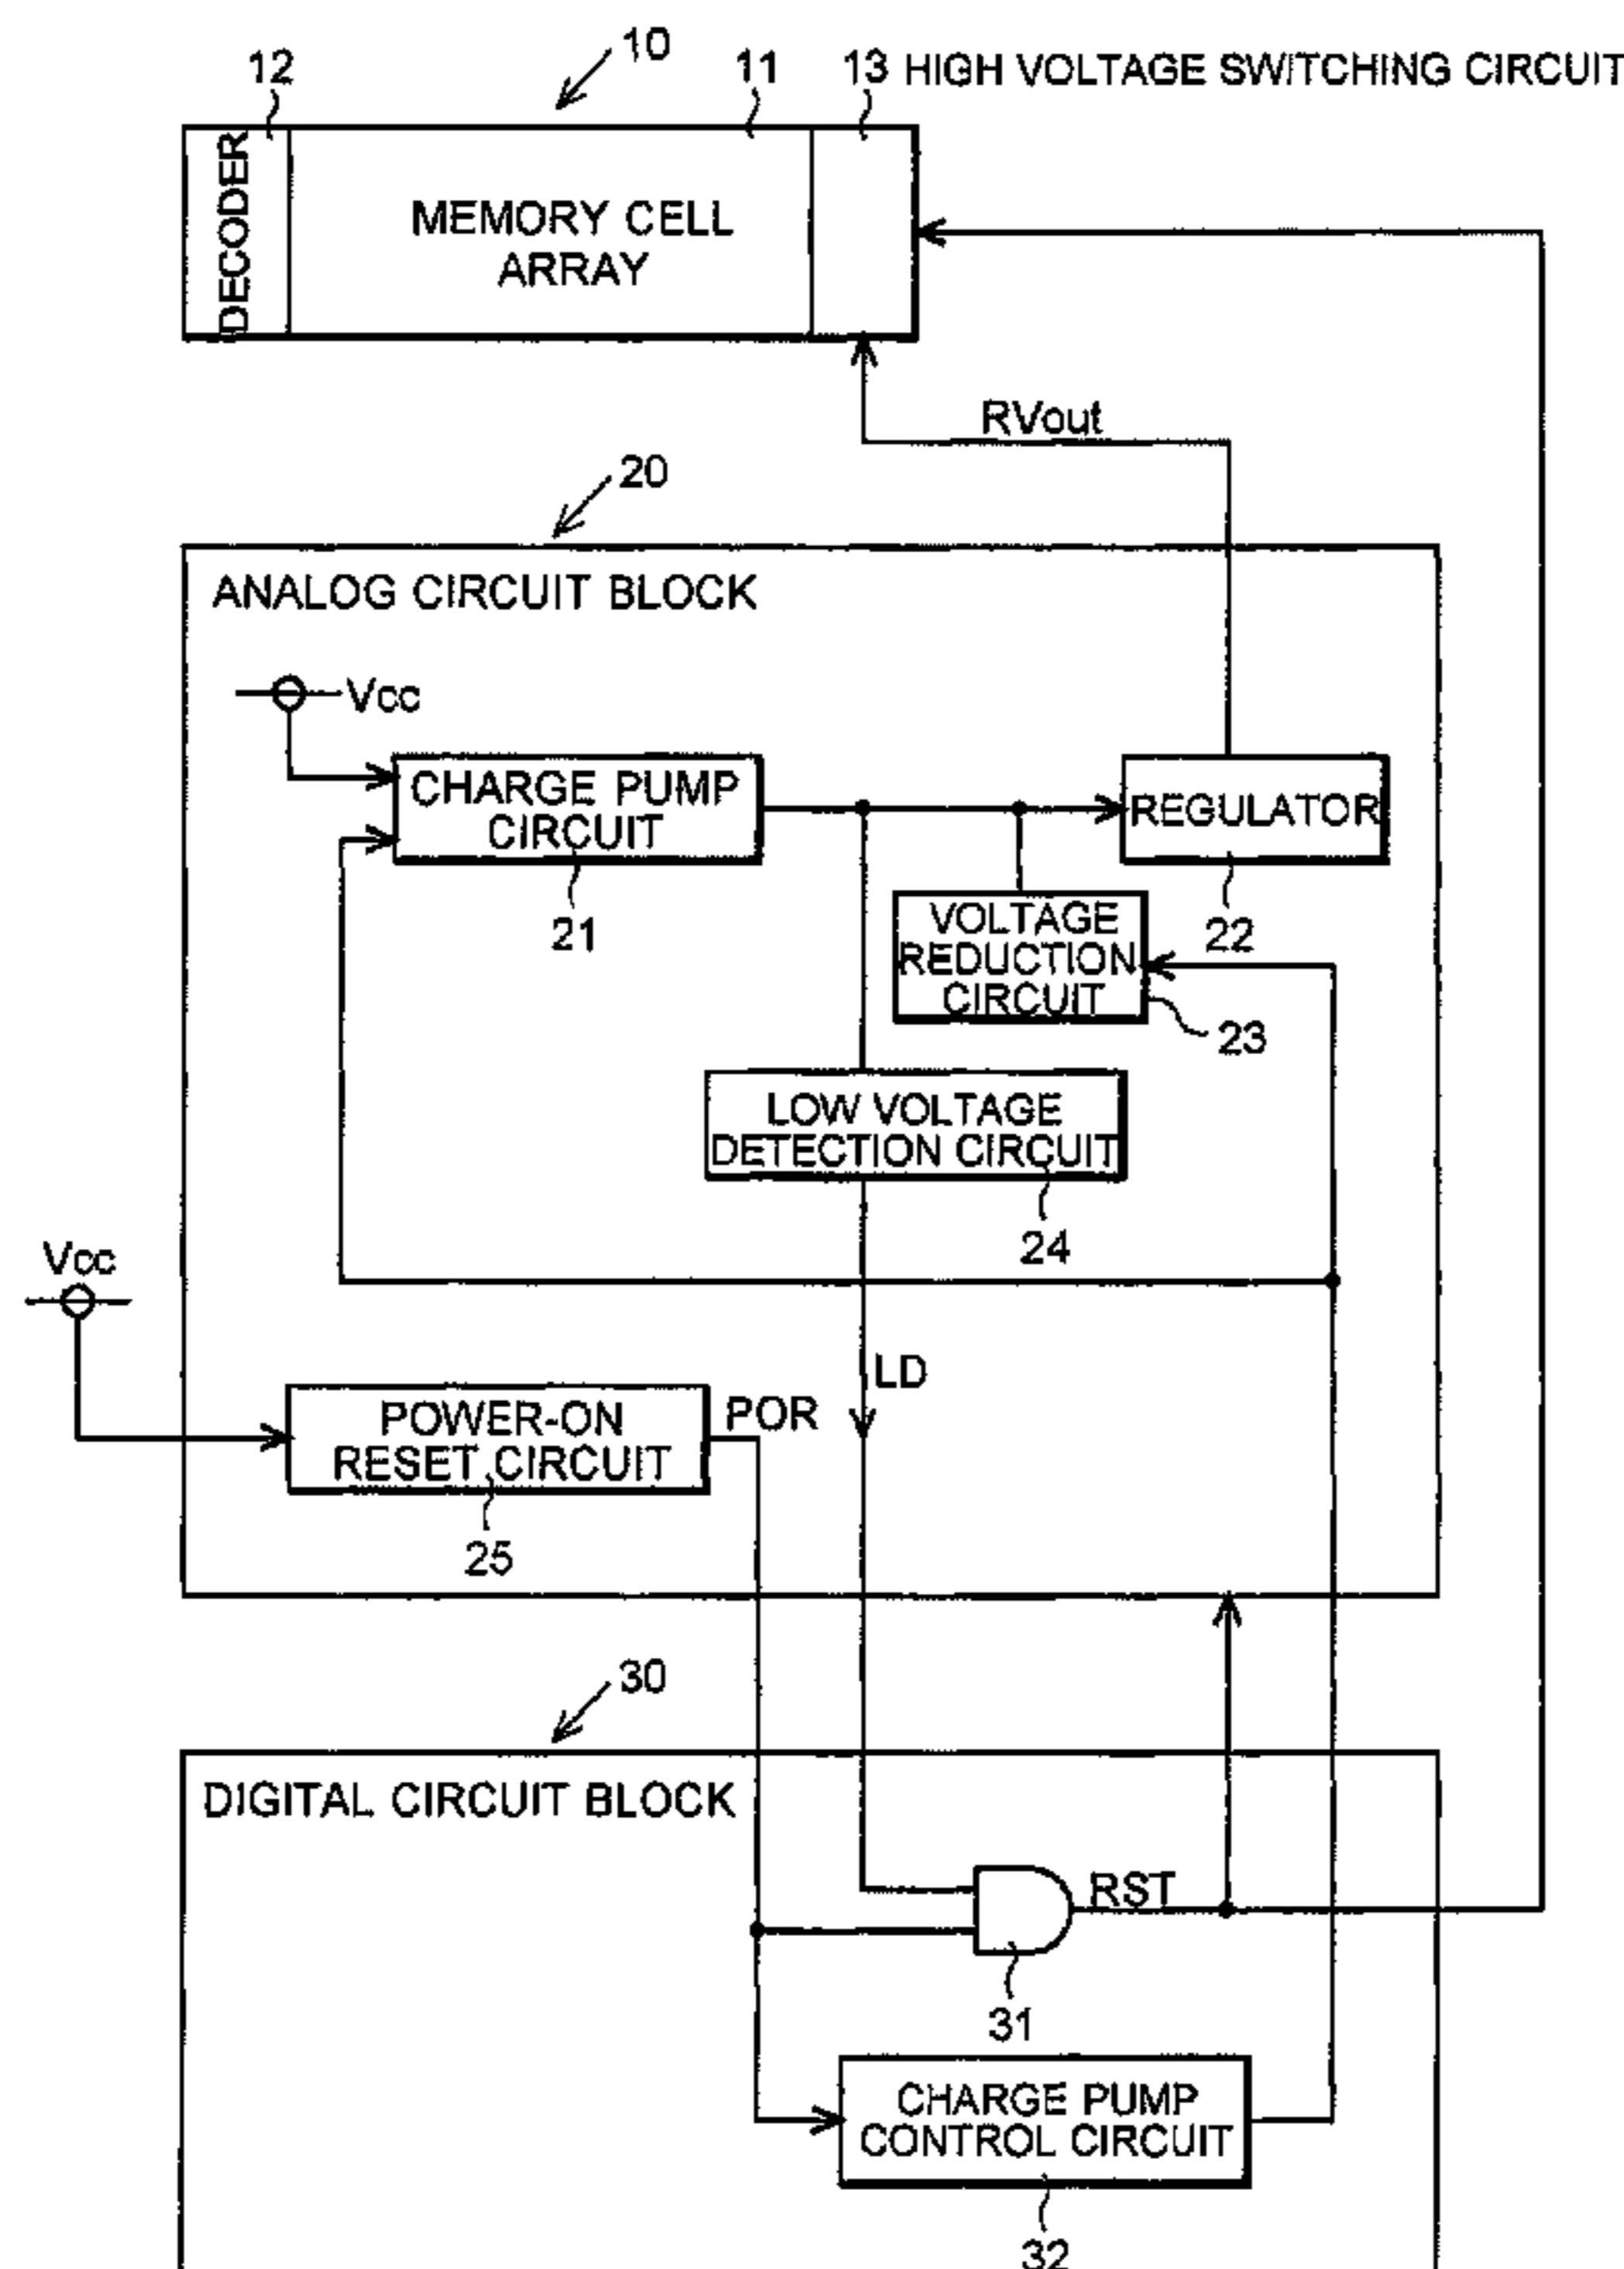 10
12
11
13 HIGH VOLTAGE SWITCHING CIRCUIT
DECODER
MEMORY CELL
ARRAY
RVout
20
ANALOG CIRCUIT BLOCK
Vcc
CHARGE PUMP
CIRCUIT
21
REGULATOR
22
VOLTAGE
REDUCTION
CIRCUIT
23
LOW VOLTAGE
DETECTION CIRCUIT
24
Vcc
LD
POWER-ON
RESET CIRCUIT
POR
25
30
DIGITAL CIRCUIT BLOCK
RST
31
CHARGE PUMP
CONTROL CIRCUIT
32